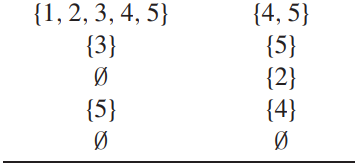 {1, 2, 3, 4, 5} {4, 5}
{3} {5}
∅ {2}
{5} {4}
∅ ∅